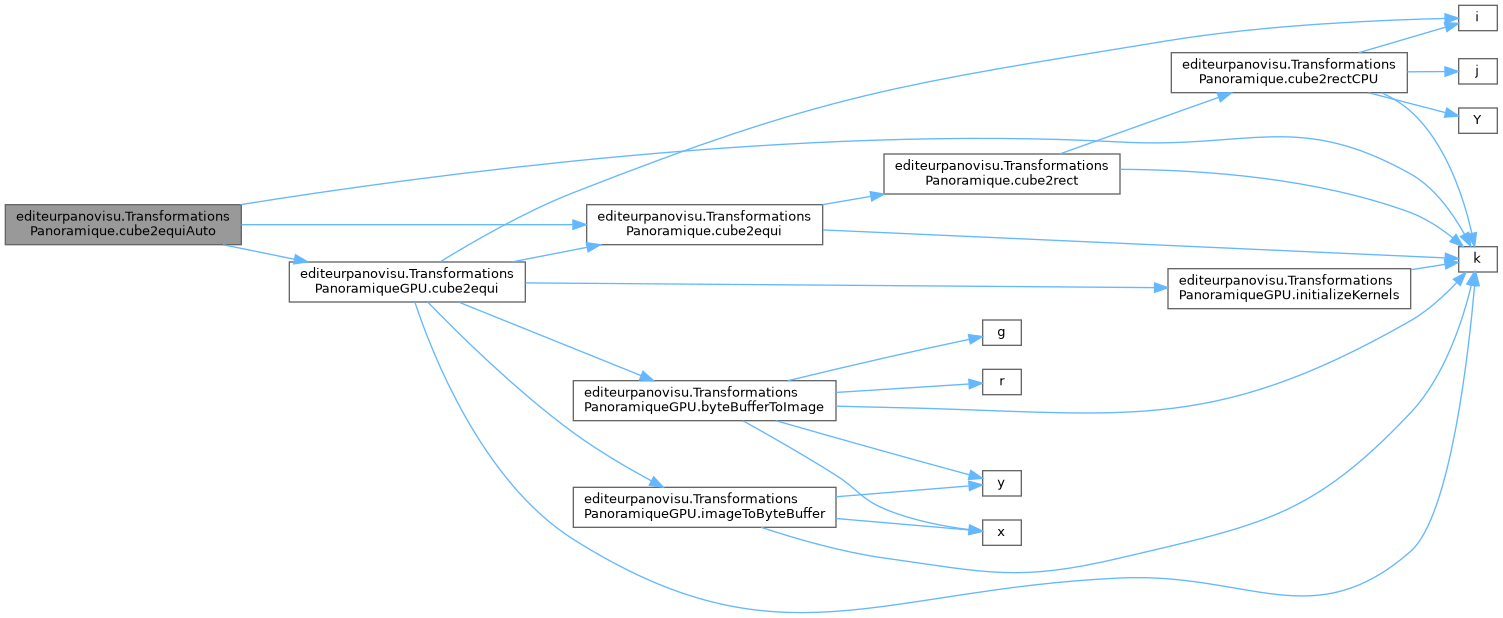 editeurpanovisu.Transformations
Panoramique.cube2equiAuto
editeurpanovisu.Transformations
PanoramiqueGPU.cube2equi
editeurpanovisu.Transformations
Panoramique.cube2equi
editeurpanovisu.Transformations
Panoramique.cube2rect
editeurpanovisu.Transformations
Panoramique.cube2rectCPU
i
j
Y
k
editeurpanovisu.Transformations
PanoramiqueGPU.initializeKernels
editeurpanovisu.Transformations
PanoramiqueGPU.byteBufferToImage
g
r
y
x
editeurpanovisu.Transformations
PanoramiqueGPU.imageToByteBuffer